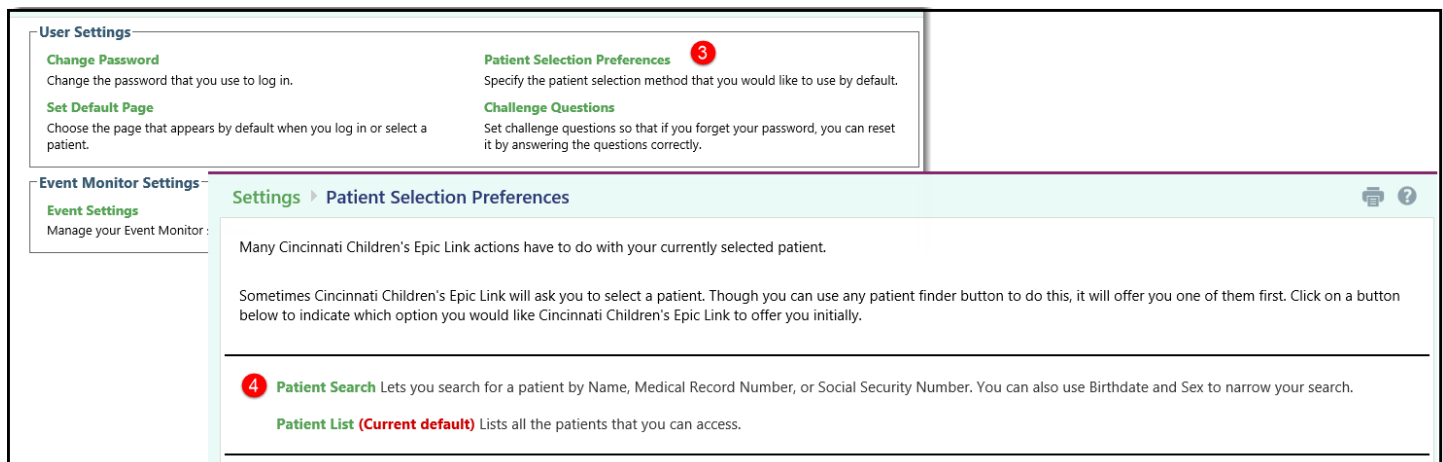 User Settings
Change Password
Change the password that you use to log in.
Set Default Page
Choose the page that appears by default when you log in or select a
patient.
Patient Selection Preferences 3
Specify the patient selection method that you would like to use by default.
Challenge Questions
Set challenge questions so that if you forget your password, you can reset
it by answering the questions correctly.
Event Monitor Settings
Event Settings
Manage your Event Monitor
Settings Patient Selection Preferences ?
Many Cincinnati Children's Epic Link actions have to do with your currently selected patient.
Sometimes Cincinnati Children's Epic Link will ask you to select a patient. Though you can use any patient finder button to do this, it will offer you one of them first. Click on a button
below to indicate which option you would like Cincinnati Children's Epic Link to offer you initially.
4 Patient Search Lets you search for a patient by Name, Medical Record Number, or Social Security Number. You can also use Birthdate and Sex to narrow your search.
Patient List (Current default) Lists all the patients that you can access.